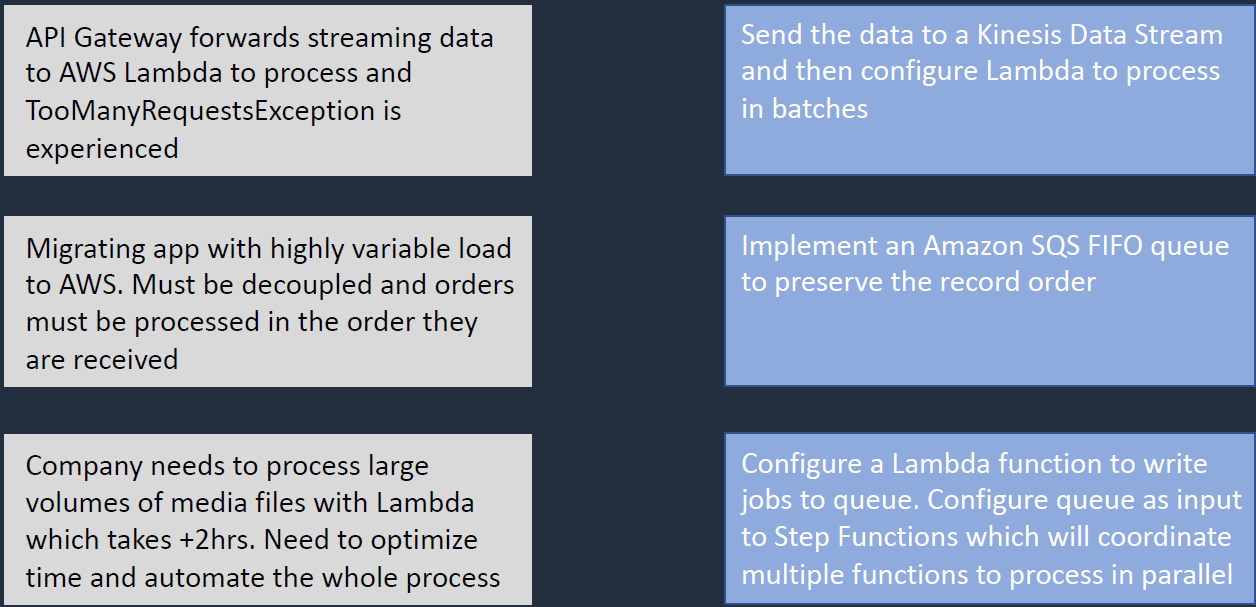 API Gateway forwards streaming data
to AWS Lambda to process and
TooManyRequestsException is
experienced
Send the data to a Kinesis Data Stream
and then configure Lambda to process
in batches
Migrating app with highly variable load
to AWS. Must be decoupled and orders
must be processed in the order they
are received
Implement an Amazon SQS FIFO queue
to preserve the record order
Company needs to process large
volumes of media files with Lambda
which takes +2hrs. Need to optimize
time and automate the whole process
Configure a Lambda function to write
jobs to queue. Configure queue as input
to Step Functions which will coordinate
multiple functions to process in parallel